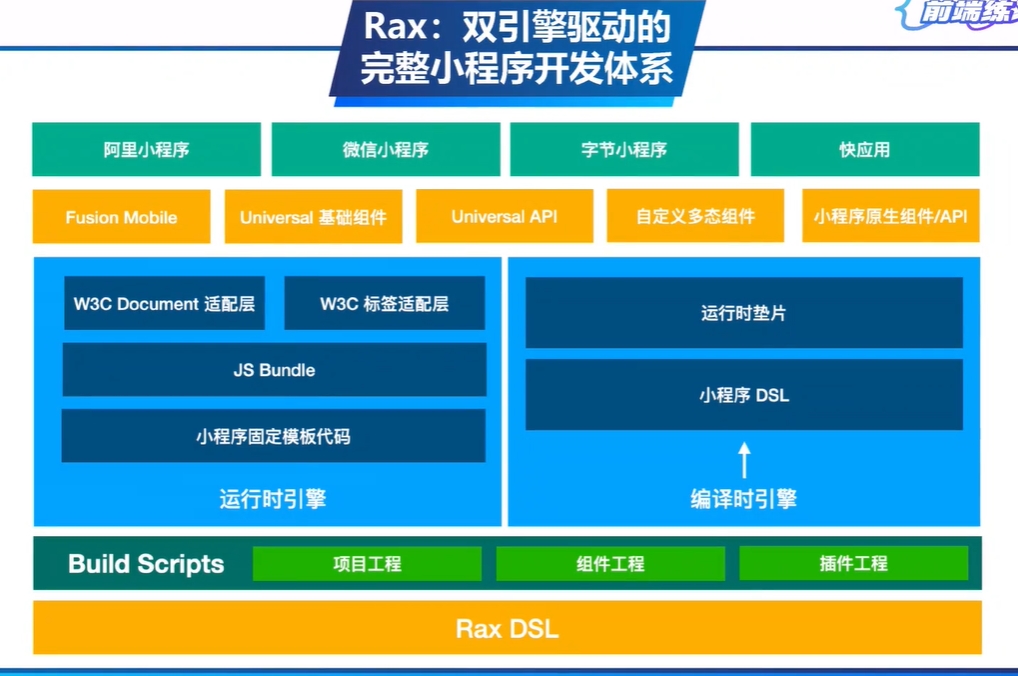 前端练
Rax：双引擎驱动的
完整小程序开发体系
阿里小程序
微信小程序
字节小程序
快应用
Fusion Mobile
Universal 基础组件
Universal API
自定义多态组件
小程序原生组件/API
W3C Document 适配层
W3C 标签适配层
JS Bundle
小程序固定模板代码
运行时引擎
运行时垫片
小程序 DSL
编译时引擎
Build Scripts
项目工程
组件工程
插件工程
Rax DSL